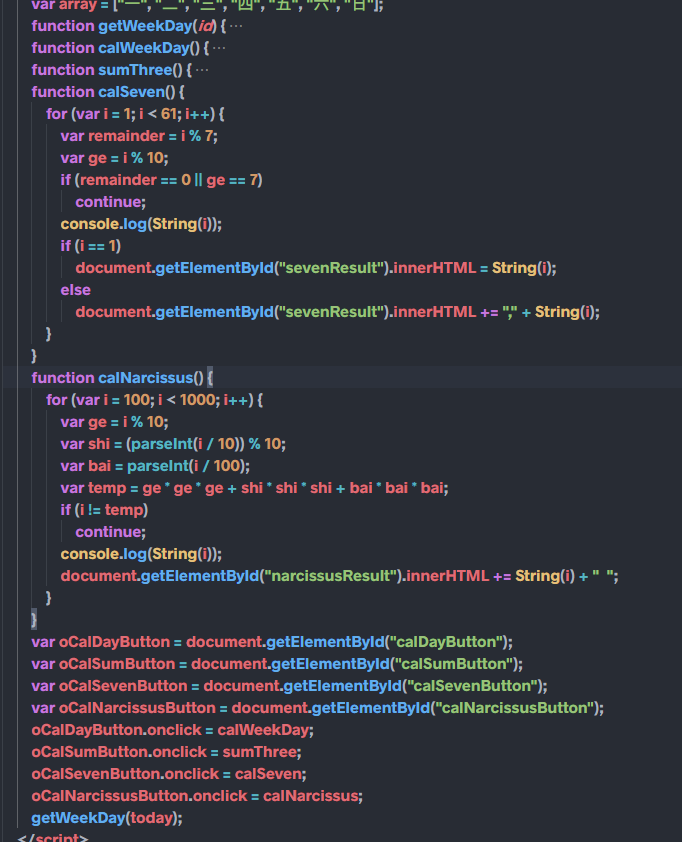 var array = ["一", "二", "三", "四", "五", "六", "日"];
function getWeekDay(id) { ···
function calWeekDay() { ···
function sumThree() { ···
function calSeven() {
for (var i = 1; i < 61; i++) {
var remainder = i % 7;
var ge = i % 10;
if (remainder == 0 || ge == 7)
continue;
console.log(String(i));
if (i == 1)
document.getElementById("sevenResult").innerHTML = String(i);
else
document.getElementById("sevenResult").innerHTML += "," + String(i);
}
}
function calNarcissus() {
for (var i = 100; i < 1000; i++) {
var ge = i % 10;
var shi = (parseInt(i / 10)) % 10;
var bai = parseInt(i / 100);
var temp = ge * ge * ge + shi * shi * shi + bai * bai * bai;
if (i != temp)
continue;
console.log(String(i));
document.getElementById("narcissusResult").innerHTML += String(i) + "  ";
}
}
var oCalDayButton = document.getElementById("calDayButton");
var oCalSumButton = document.getElementById("calSumButton");
var oCalSevenButton = document.getElementById("calSevenButton");
var oCalNarcissusButton = document.getElementById("calNarcissusButton");
oCalDayButton.onclick = calWeekDay;
oCalSumButton.onclick = sumThree;
oCalSevenButton.onclick = calSeven;
oCalNarcissusButton.onclick = calNarcissus;
getWeekDay(today);
</script>